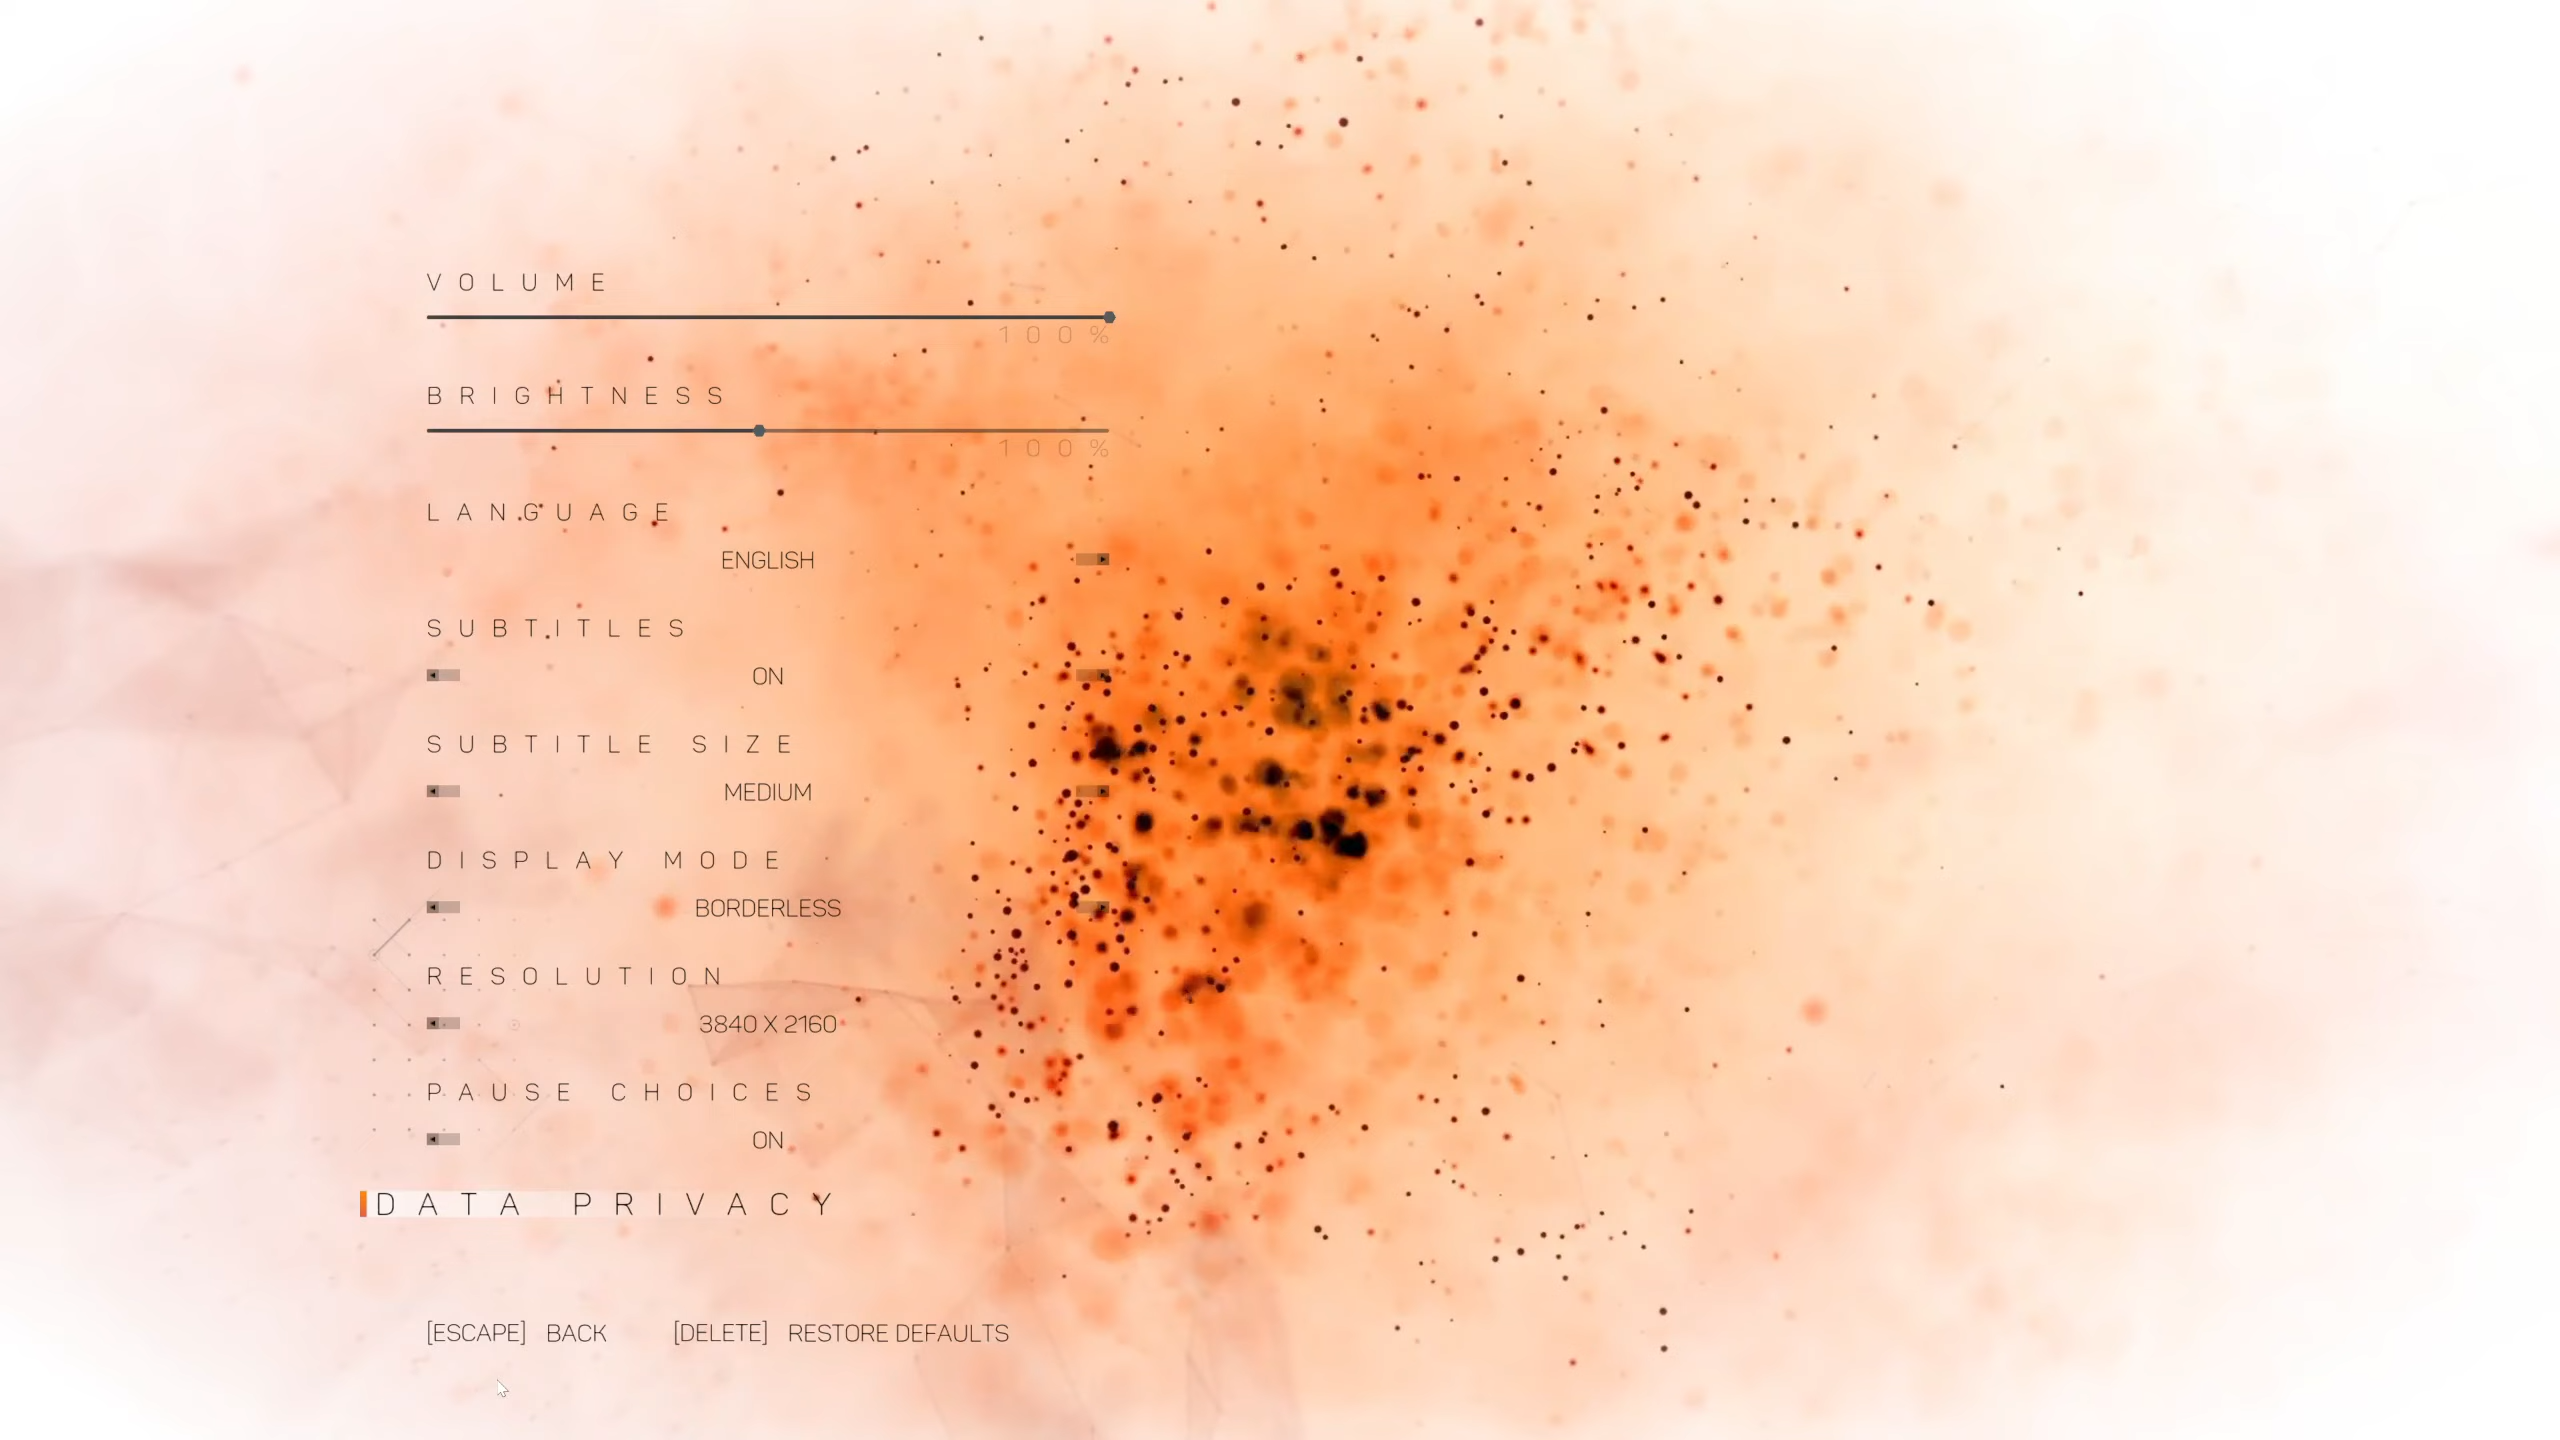 VOLUME
100%
BRIGHTNESS
100%
LANGUAGE
ENGLISH
SUBTITLES
ON
SUBTITLE SIZE
MEDIUM
DISPLAY MODE
BORDERLESS
RESOLUTION
3840 X 2160
PAUSE CHOICES
ON
DATA PRIVACY
[ESCAPE] BACK [DELETE] RESTORE DEFAULTS